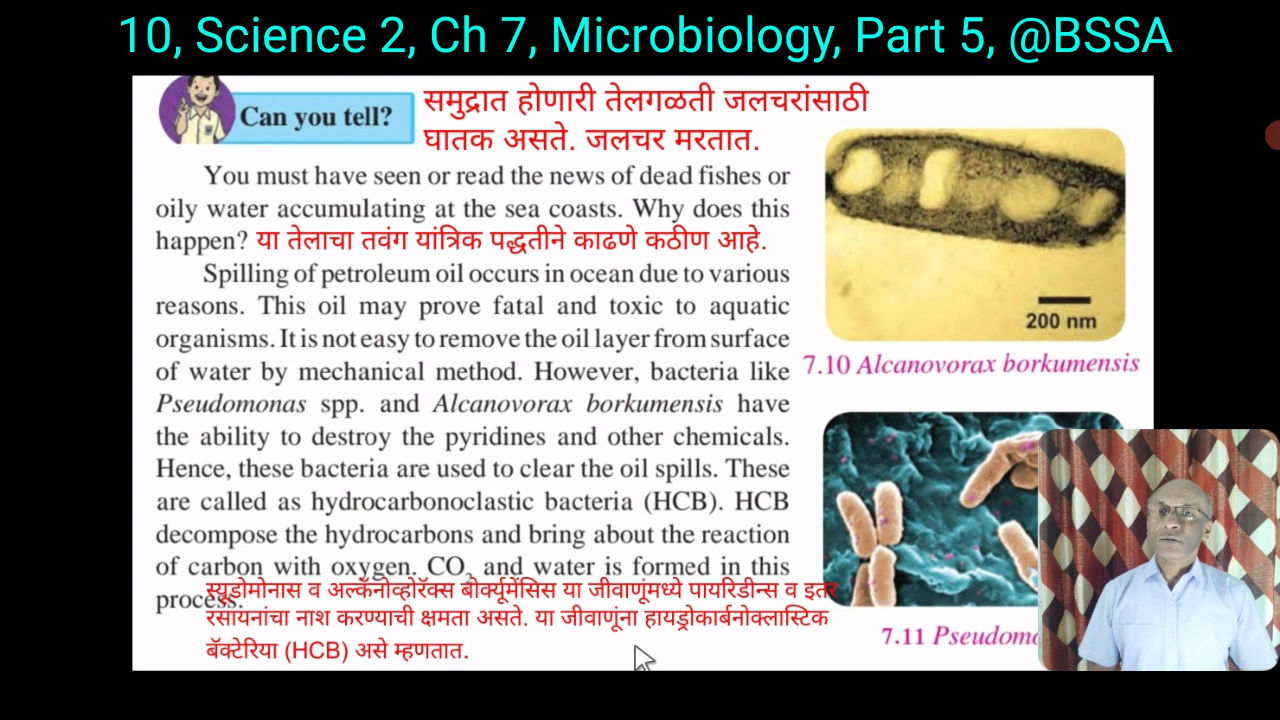 10, Science 2, Ch 7, Microbiology, Part 5, @BSSA
Can you tell?
समुद्रात होणारी तेलगळती जलचरांसाठी
घातक असते. जलचर मरतात.
You must have seen or read the news of dead fishes or
oily water accumulating at the sea coasts. Why does this
happen? या तेलाचा तवंग यांत्रिक पद्धतीने काढणे कठीण आहे.
Spilling of petroleum oil occurs in ocean due to various
reasons. This oil may prove fatal and toxic to aquatic
organisms. It is not easy to remove the oil layer from surface
of water by mechanical method. However, bacteria like
Pseudomonas spp. and Alcanovorax borkumensis have
the ability to destroy the pyridines and other chemicals.
Hence, these bacteria are used to clear the oil spills. These
are called as hydrocarbonoclastic bacteria (HCB). HCB
decompose the hydrocarbons and bring about the reaction
of carbon with oxygen. CO₂ and water is formed in this
process.
स्यूडोमोनास व अल्कॅनोव्होरॅक्स बोर्क्यूमेंसिस या जीवाणूंमध्ये पायरिडीन्स व इतर
रसायनांचा नाश करण्याची क्षमता असते. या जीवाणूंना हायड्रोकार्बनोक्लास्टिक
बॅक्टेरिया (HCB) असे म्हणतात.
200 nm
7.10 Alcanovorax borkumensis
7.11 Pseudomo